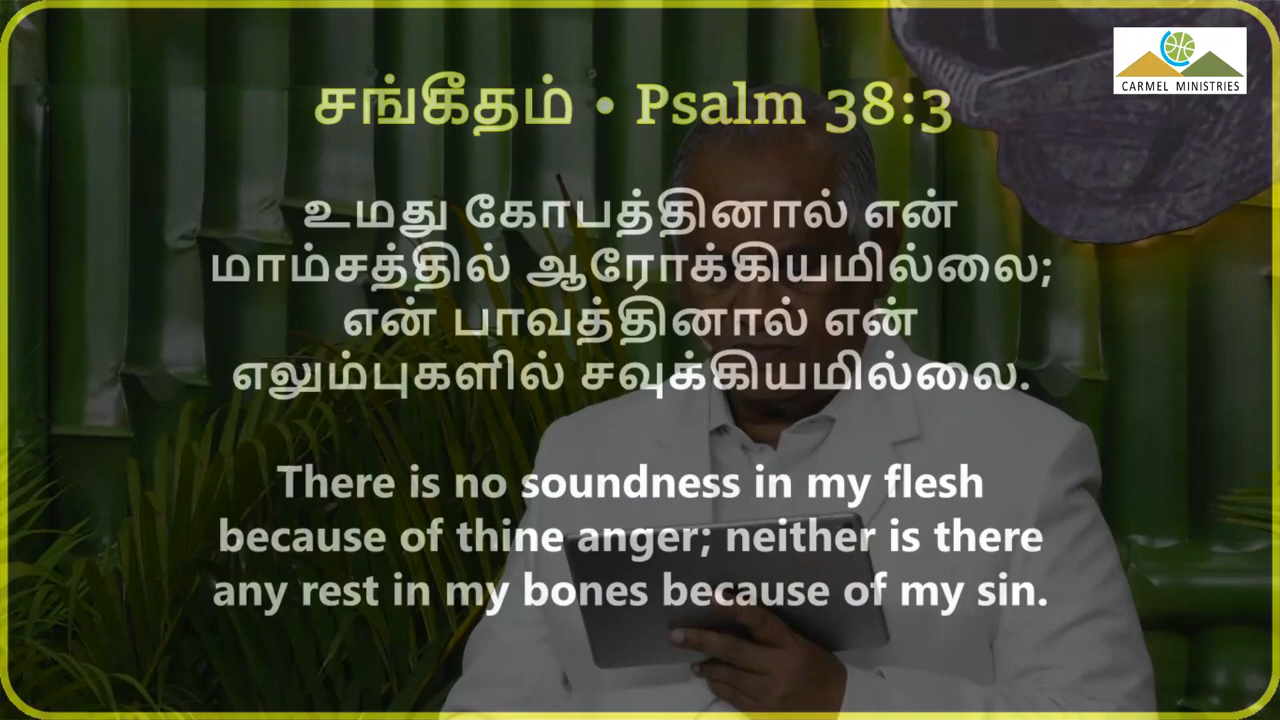 CARMEL MINISTRIES
சங்கீதம் • Psalm 38:3
உமது கோபத்தினால் என்
மாம்சத்தில் ஆரோக்கியமில்லை;
என் பாவத்தினால் என்
எலும்புகளில் சவுக்கியமில்லை.
There is no soundness in my flesh
because of thine anger; neither is there
any rest in my bones because of my sin.